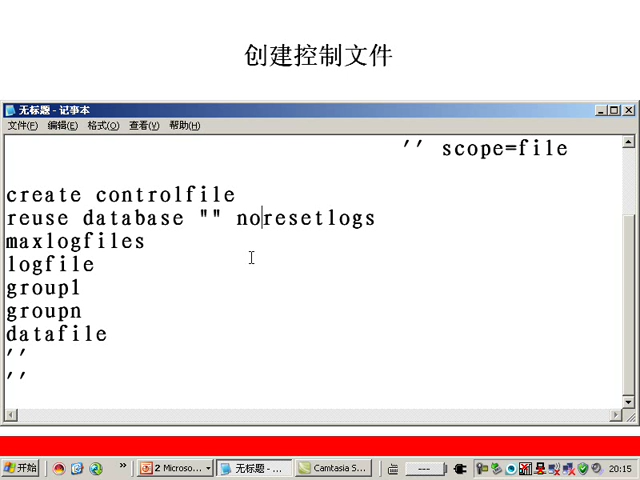 创建控制文件
无标题 - 记事本
文件(F) 编辑(E) 格式(O) 查看(V) 帮助(H)
'' scope=file
create controlfile
reuse database "" noresetlogs
maxlogfiles
logfile
group1
groupn
datafile
''
''
开始 » 2 Microso... 无标题 - ... Camtasia S... --- 20:15